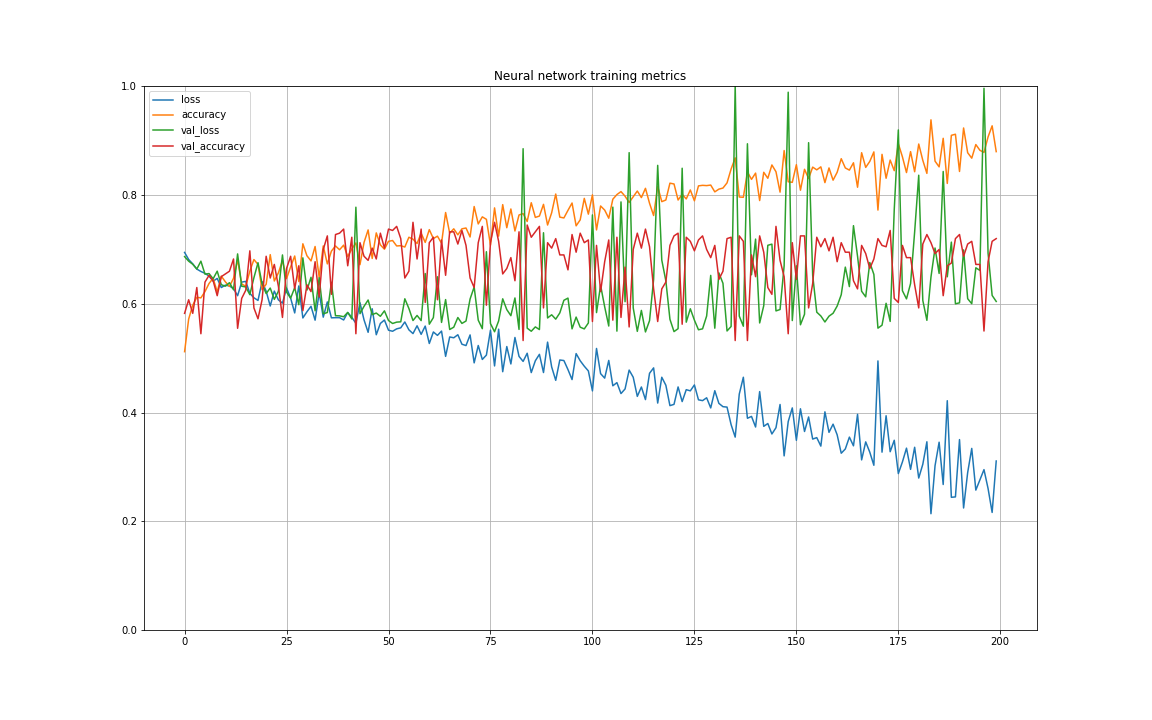 Neural network training metrics
1.0
0.8
0.6
0.4
0.2
0.0
loss
accuracy
val_loss
val_accuracy
0 25 50 75 100 125 150 175 200